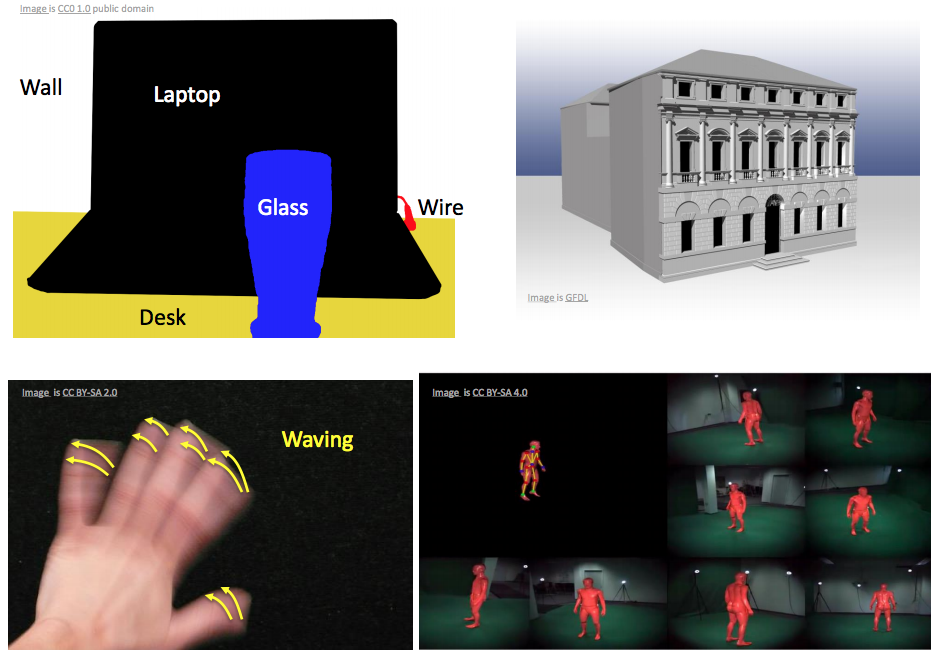 Image is CC0 1.0 public domain
Wall
Laptop
Glass
Wire
Desk
Image is GFDL
Image is CC BY-SA 2.0
Waving
Image is CC BY-SA 4.0